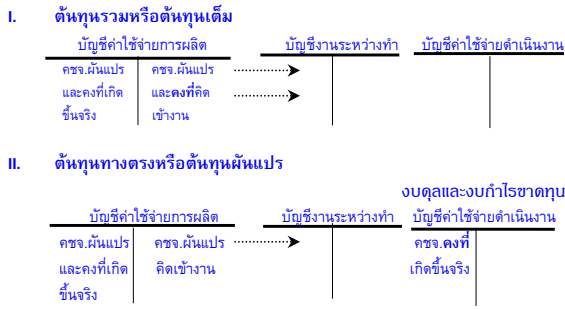 I. ต้นทุนรวมหรือต้นทุนเต็ม
บัญชีค่าใช้จ่ายการผลิต บัญชีงานระหว่างทำ บัญชีค่าใช้จ่ายดำเนินงาน
คชจ.ผันแปร คชจ.ผันแปร
และคงที่เกิด และคงที่คิด
ขึ้นจริง เข้างาน
II. ต้นทุนทางตรงหรือต้นทุนผันแปร
งบดุลและงบกำไรขาดทุน
บัญชีค่าใช้จ่ายการผลิต บัญชีงานระหว่างทำ บัญชีค่าใช้จ่ายดำเนินงาน
คชจ.ผันแปร คชจ.ผันแปร คชจ.คงที่
และคงที่เกิด คิดเข้างาน เกิดขึ้นจริง
ขึ้นจริง